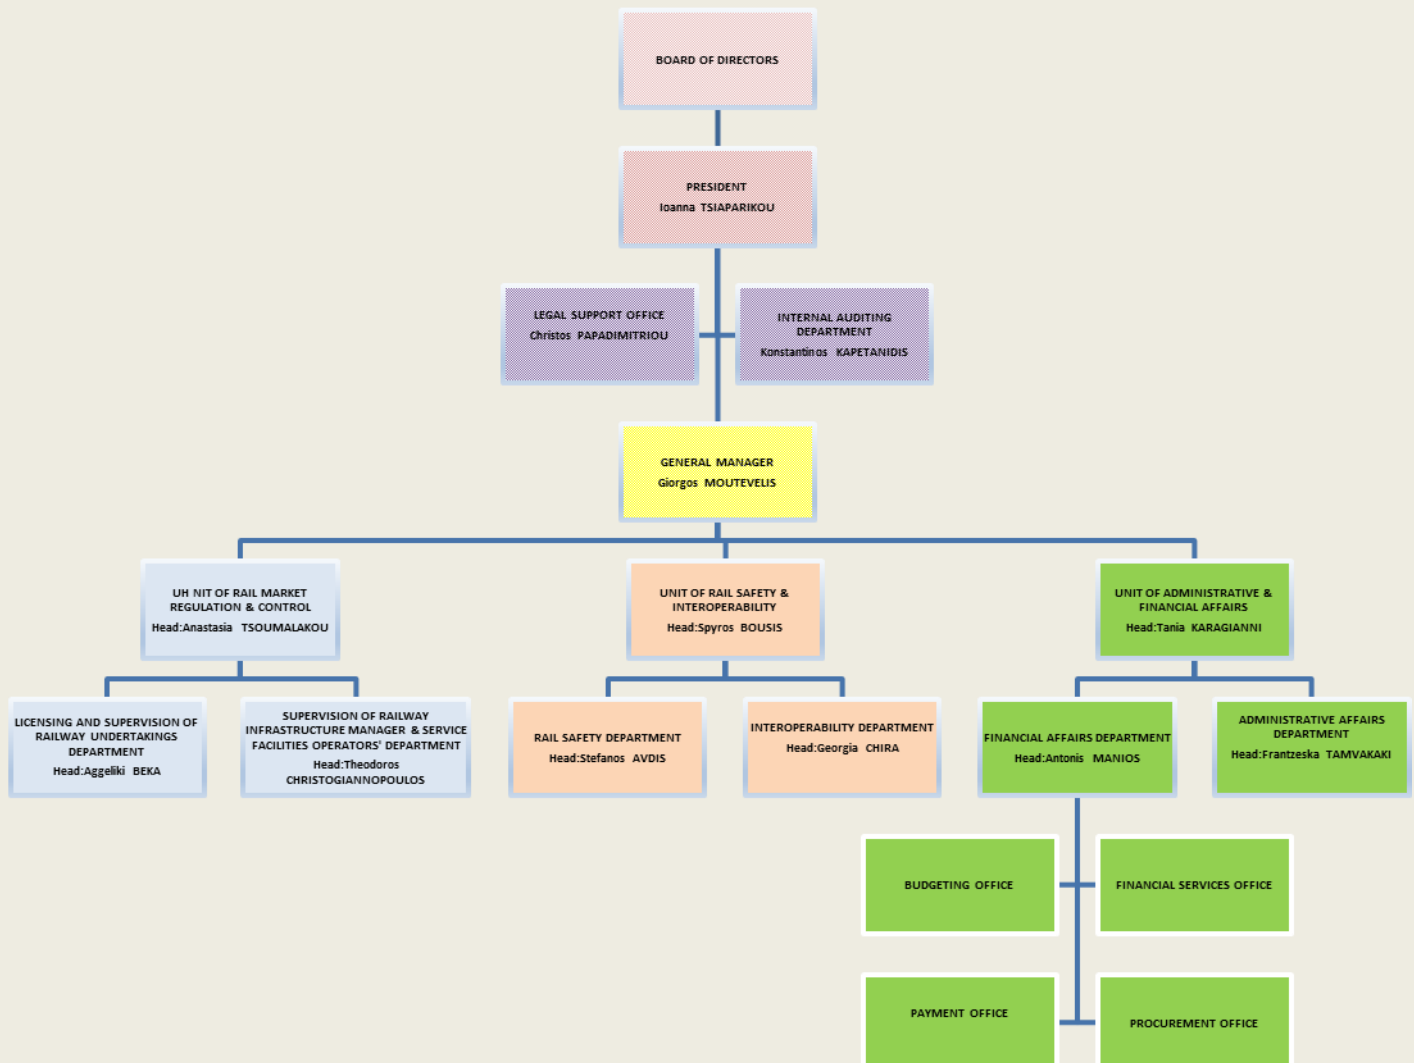 BOARD OF DIRECTORS
PRESIDENT
Ioanna TSIAPARIKOU
LEGAL SUPPORT OFFICE
Christos PAPADIMITRIOU
INTERNAL AUDITING
DEPARTMENT
Konstantinos KAPETANIDIS
GENERAL MANAGER
Giorgos MOUTEVELIS
UH NIT OF RAIL MARKET
REGULATION & CONTROL
Head:Anastasia TSOUMALAKOU
UNIT OF RAIL SAFETY &
INTEROPERABILITY
Head:Spyros BOUSIS
UNIT OF ADMINISTRATIVE &
FINANCIAL AFFAIRS
Head:Tania KARAGIANNI
LICENSING AND SUPERVISION OF
RAILWAY UNDERTAKINGS
DEPARTMENT
Head:Aggeliki BEKA
SUPERVISION OF RAILWAY
INFRASTRUCTURE MANAGER & SERVICE
FACILITIES OPERATORS' DEPARTMENT
Head:Theodoros
CHRISTOGIANNOPOULOS
RAIL SAFETY DEPARTMENT
Head:Stefanos AVDIS
INTEROPERABILITY DEPARTMENT
Head:Georgia CHIRA
FINANCIAL AFFAIRS DEPARTMENT
Head:Antonis MANIOS
ADMINISTRATIVE AFFAIRS
DEPARTMENT
Head:Frantzeska TAMVAKAKI
BUDGETING OFFICE
FINANCIAL SERVICES OFFICE
PAYMENT OFFICE
PROCUREMENT OFFICE